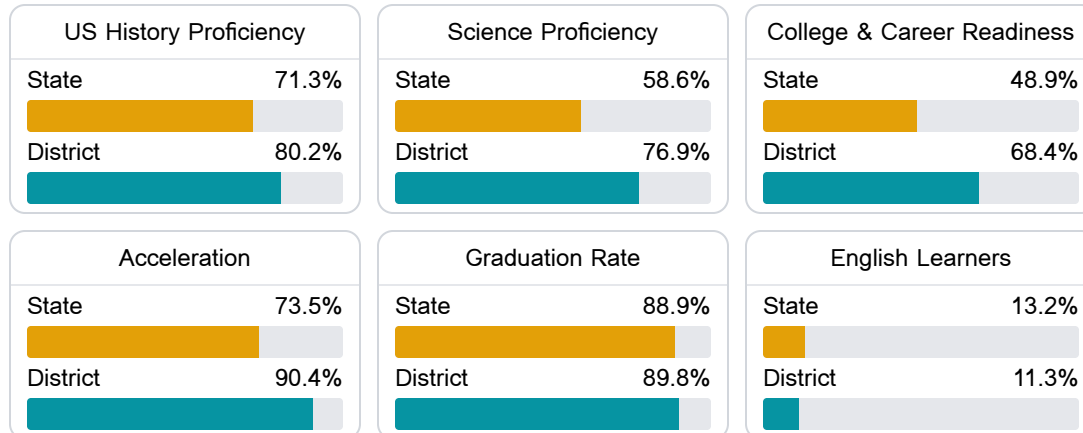 US History Proficiency
State 71.3%
District 80.2%
Science Proficiency
State 58.6%
District 76.9%
College & Career Readiness
State 48.9%
District 68.4%
Acceleration
State 73.5%
District 90.4%
Graduation Rate
State 88.9%
District 89.8%
English Learners
State 13.2%
District 11.3%